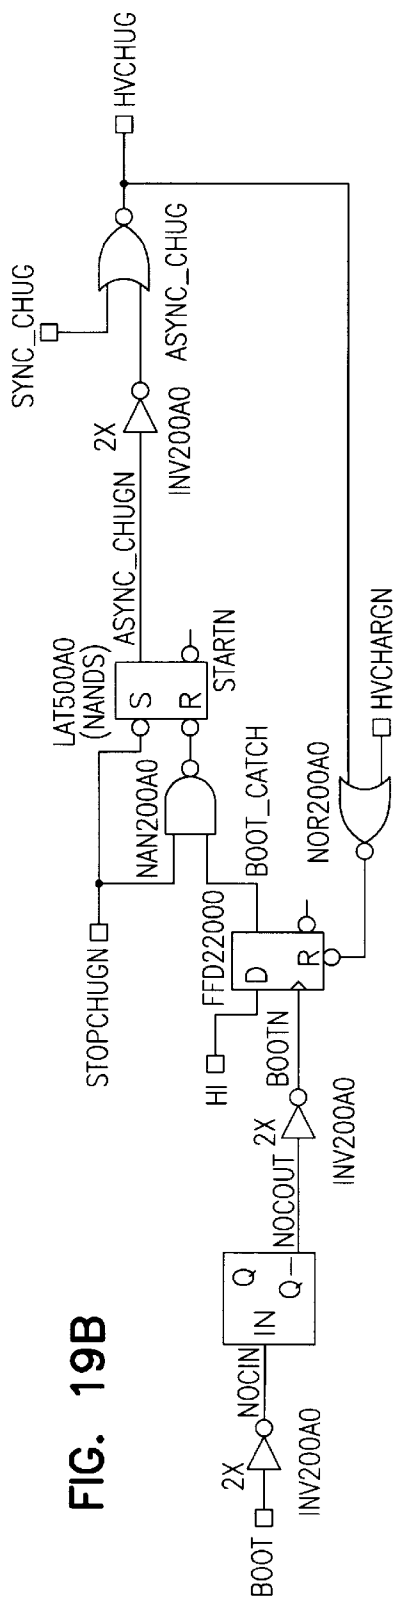 FIG. 19B
BOOT
2X
INV200A0
NOCIN
IN
Q
Q–
NOCOUT
2X
INV200A0
BOOTN
HI
FFD22000
D
R
BOOT_CATCH
STOPCHUGN
NAN200A0
LAT500A0
(NANDS)
S
R
STARTN
ASYNC_CHUGN
2X
INV200A0
ASYNC_CHUG
SYNC_CHUG
HVCHUG
NOR200A0
HVCHARGN